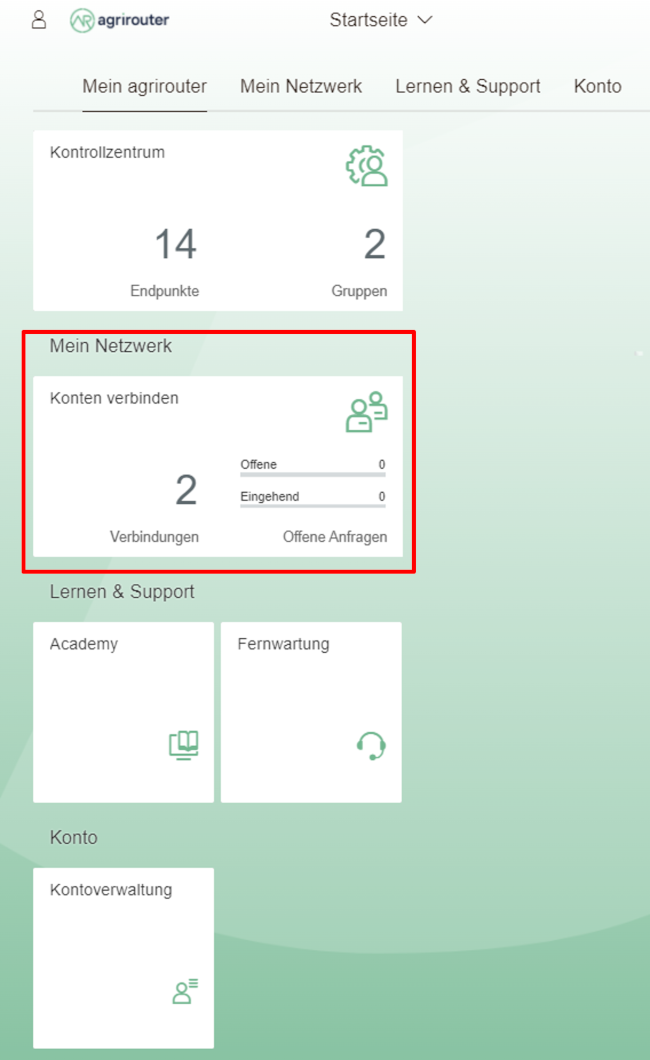 AR agrirouter Startseite
Mein agrirouter Mein Netzwerk Lernen & Support Konto
Kontrollzentrum
14 2
Endpunkte Gruppen
Mein Netzwerk
Konten verbinden
Offene 0
2
Eingehend 0
Verbindungen Offene Anfragen
Lernen & Support
Academy Fernwartung
Konto
Kontoverwaltung